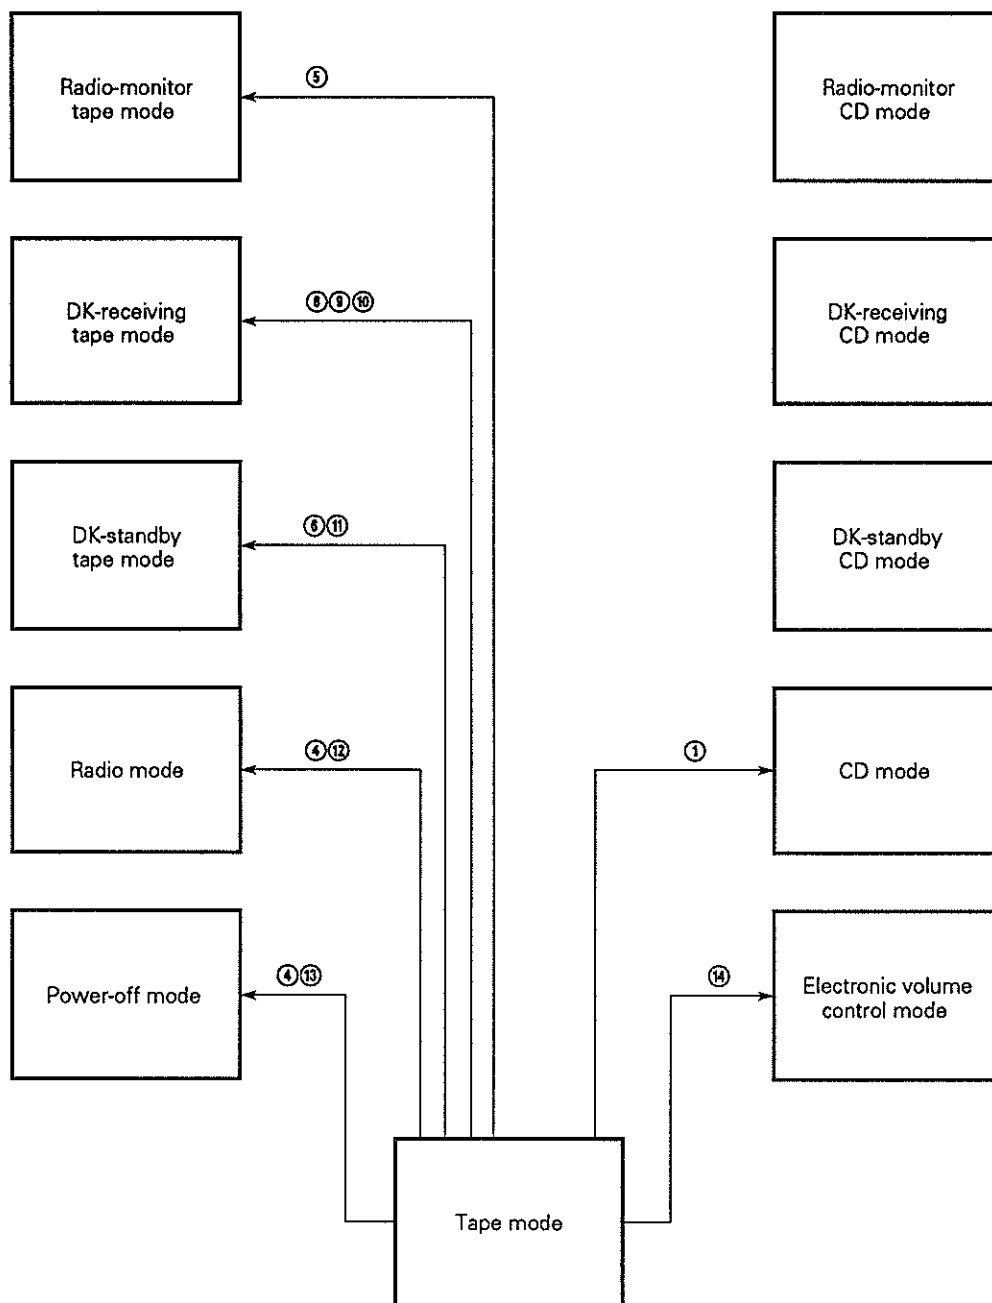 Radio-monitor
tape mode
⑤
Radio-monitor
CD mode
DK-receiving
tape mode
⑧⑨⑩
DK-receiving
CD mode
DK-standby
tape mode
⑥⑪
DK-standby
CD mode
Radio mode
④⑫
①
CD mode
Power-off mode
④⑬
⑭
Electronic volume
control mode
Tape mode